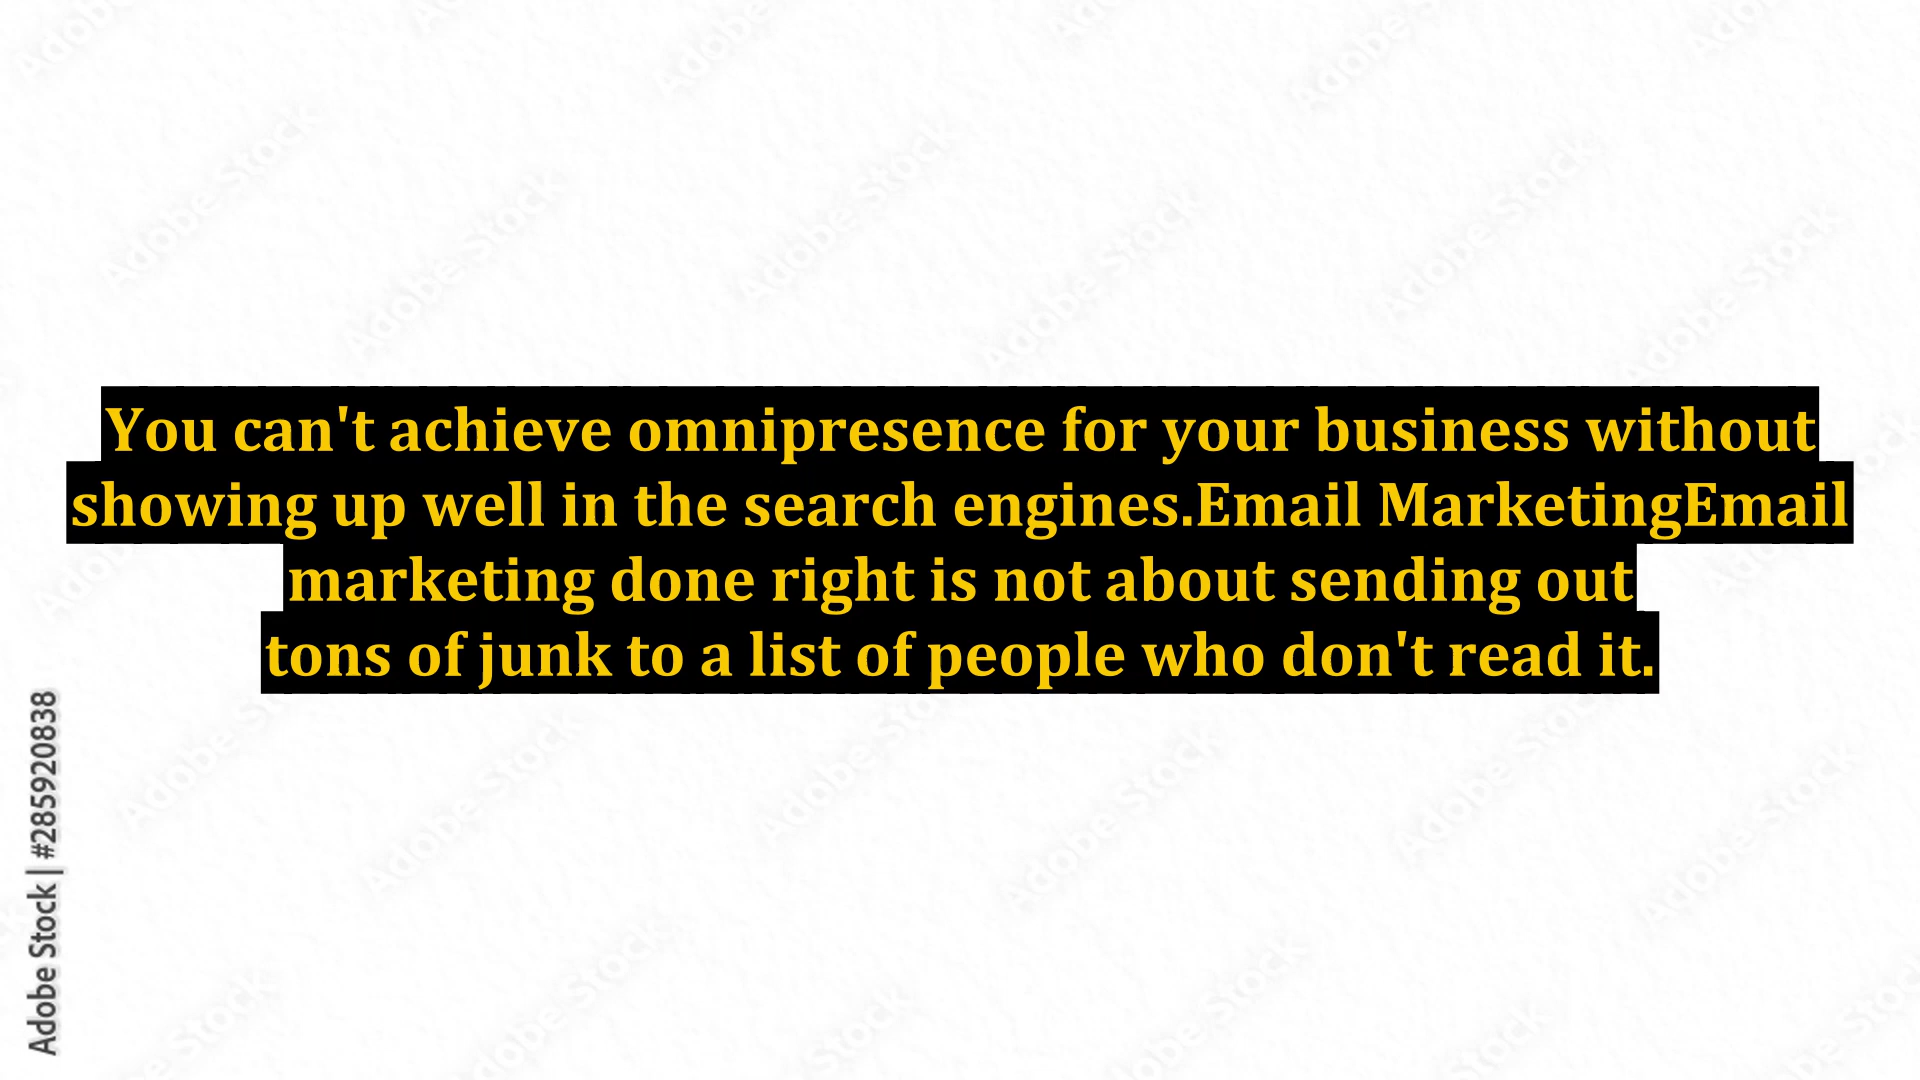 You can't achieve omnipresence for your business without
showing up well in the search engines.Email MarketingEmail
marketing done right is not about sending out
tons of junk to a list of people who don't read it.
Adobe Stock | #285920838
Adobe Stock